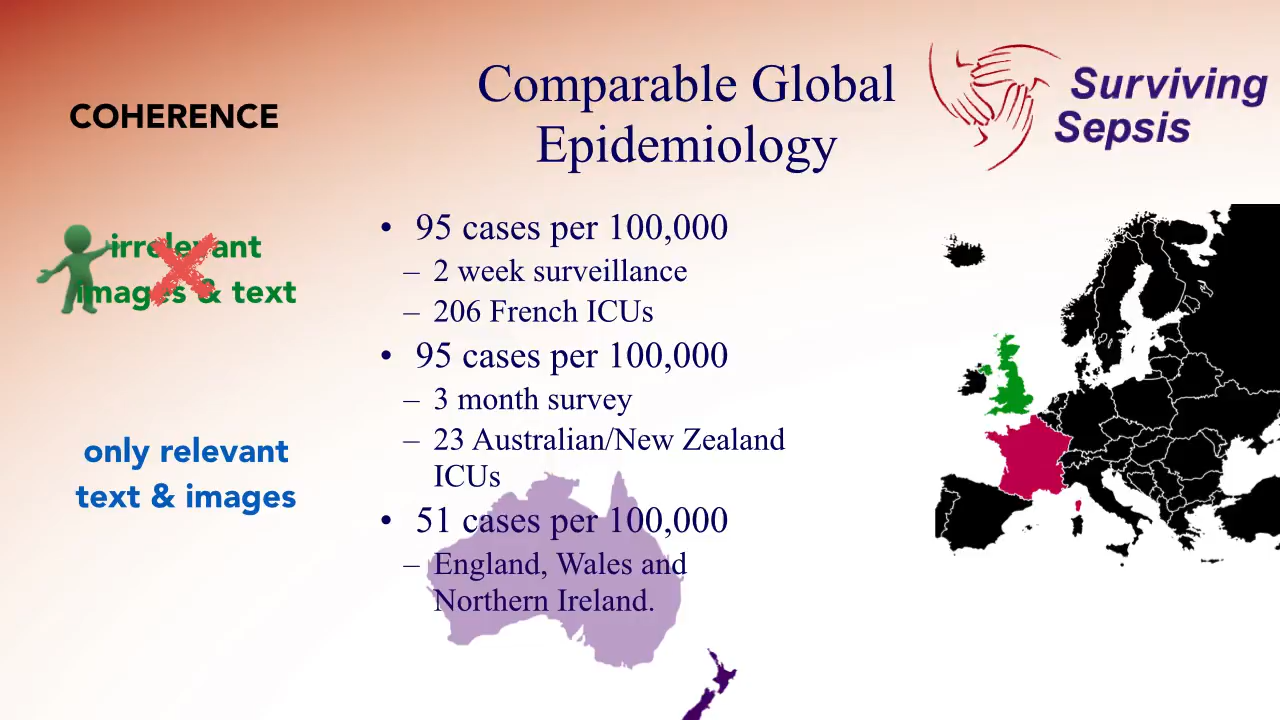 COHERENCE
irrelevant
images & text
only relevant
text & images
Comparable Global
Epidemiology
• 95 cases per 100,000
– 2 week surveillance
– 206 French ICUs
• 95 cases per 100,000
– 3 month survey
– 23 Australian/New Zealand
ICUs
• 51 cases per 100,000
– England, Wales and
Northern Ireland.
Surviving
Sepsis